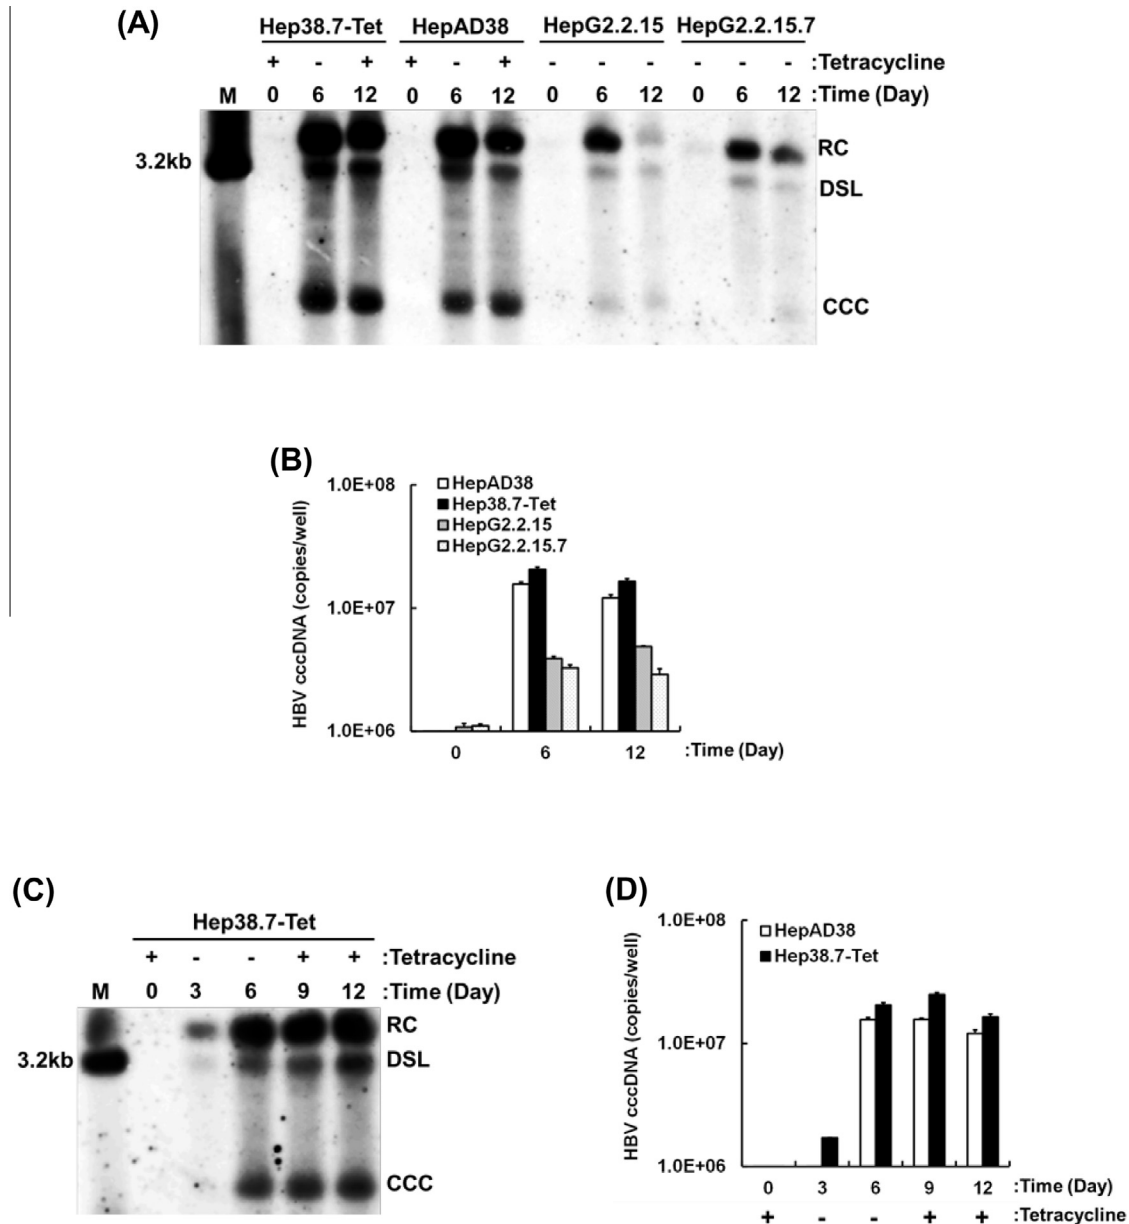 (A)
Hep38.7-Tet HepAD38 HepG2.2.15 HepG2.2.15.7
+ - + + - + - - - - - - :Tetracycline
M 0 6 12 0 6 12 0 6 12 0 6 12 :Time (Day)
3.2kb
RC
DSL
CCC
(B)
HBV cccDNA (copies/well)
1.0E+08
1.0E+07
1.0E+06
HepAD38
Hep38.7-Tet
HepG2.2.15
HepG2.2.15.7
0 6 12 :Time (Day)
(C)
Hep38.7-Tet
+ - - + + :Tetracycline
M 0 3 6 9 12 :Time (Day)
3.2kb
RC
DSL
CCC
(D)
HBV cccDNA (copies/well)
1.0E+08
1.0E+07
1.0E+06
HepAD38
Hep38.7-Tet
0 3 6 9 12 :Time (Day)
+ - - + + :Tetracycline